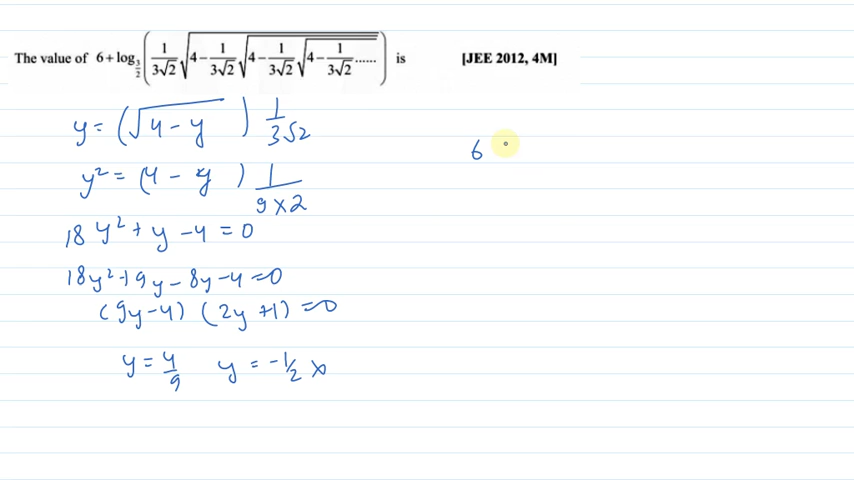 The value of 6 + log_{3/2} ( 1/(3√2) √(4 − 1/(3√2) √(4 − 1/(3√2) √(4 − 1/(3√2) ......))) ) is [JEE 2012, 4M]
y = (√(4 − y) ) 1/(3√2)
6
y² = (4 − y ) 1/(9×2)
18 y² + y − 4 = 0
18y² + 9y − 8y − 4 = 0
(9y − 4) (2y + 1) = 0
y = 4/9 y = −1/2 ×